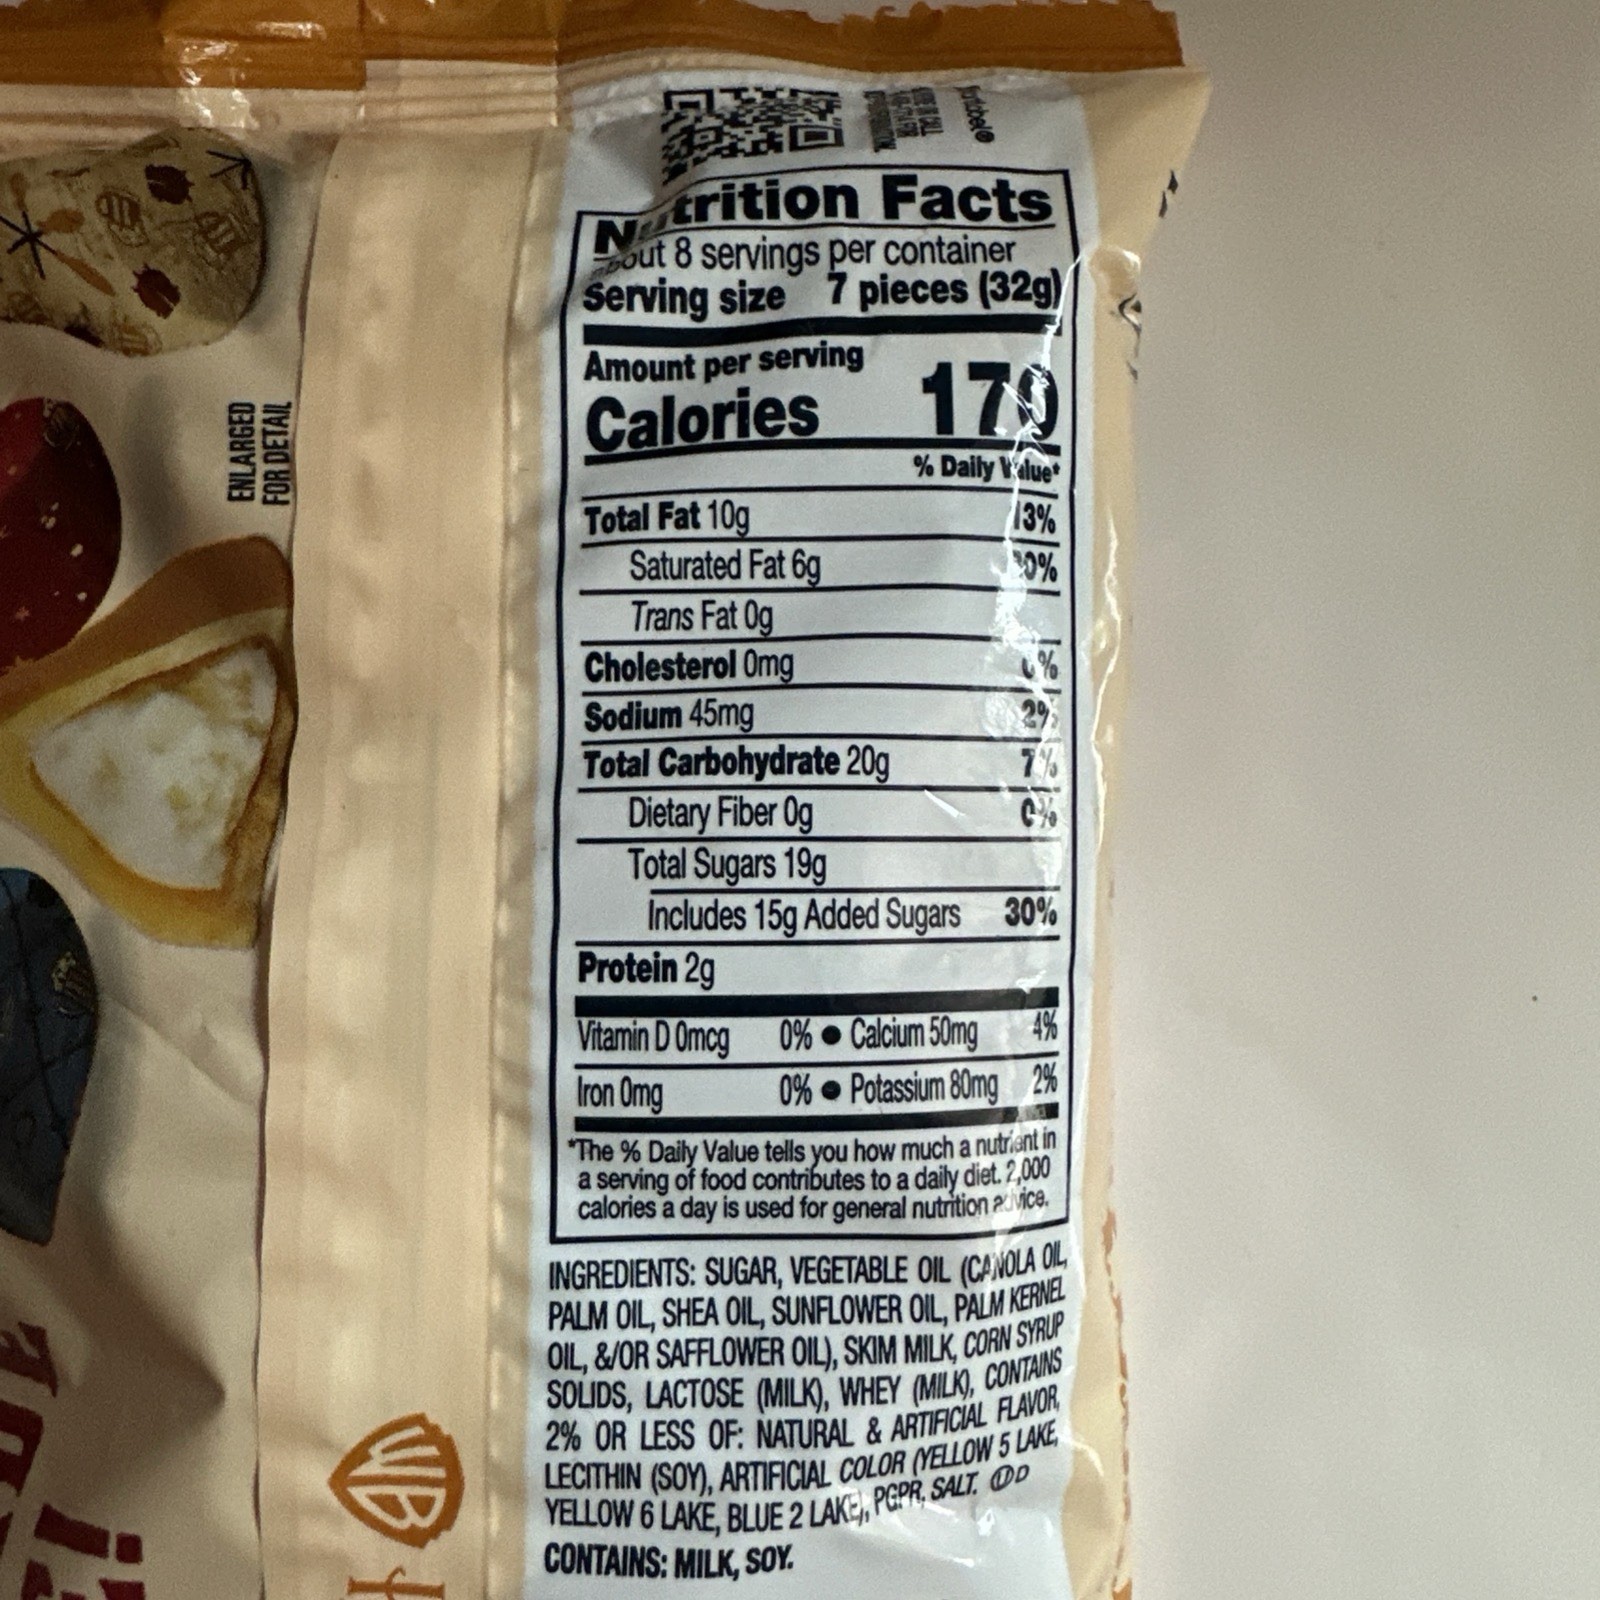 Nutrition Facts
about 8 servings per container
Serving size 7 pieces (32g)
Amount per serving
Calories 170
% Daily Value*
Total Fat 10g 13%
Saturated Fat 6g 30%
Trans Fat 0g
Cholesterol 0mg 0%
Sodium 45mg 2%
Total Carbohydrate 20g 7%
Dietary Fiber 0g 0%
Total Sugars 19g
Includes 15g Added Sugars 30%
Protein 2g
Vitamin D 0mcg 0% ● Calcium 50mg 4%
Iron 0mg 0% ● Potassium 80mg 2%
*The % Daily Value tells you how much a nutrient in
a serving of food contributes to a daily diet. 2,000
calories a day is used for general nutrition advice.
INGREDIENTS: SUGAR, VEGETABLE OIL (CANOLA OIL,
PALM OIL, SHEA OIL, SUNFLOWER OIL, PALM KERNEL
OIL, &/OR SAFFLOWER OIL), SKIM MILK, CORN SYRUP
SOLIDS, LACTOSE (MILK), WHEY (MILK), CONTAINS
2% OR LESS OF: NATURAL & ARTIFICIAL FLAVOR,
LECITHIN (SOY), ARTIFICIAL COLOR (YELLOW 5 LAKE,
YELLOW 6 LAKE, BLUE 2 LAKE), PGPR, SALT. Ⓤ D
CONTAINS: MILK, SOY.
ENLARGED
FOR DETAIL
WB